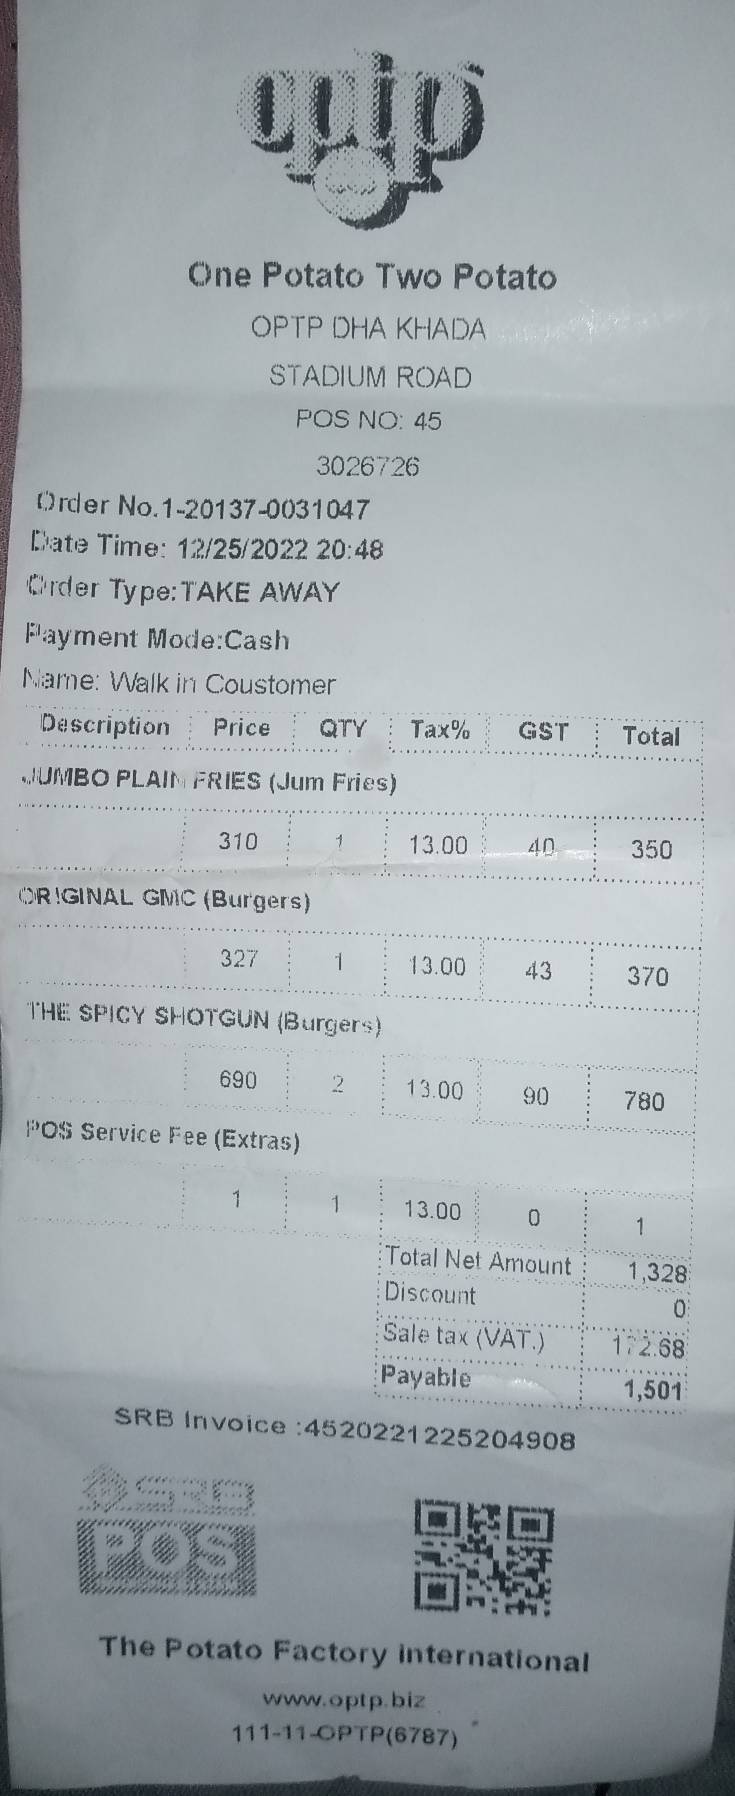 optp
One Potato Two Potato
OPTP DHA KHADA
STADIUM ROAD
POS NO: 45
3026726
Order No.1-20137-0031047
Date Time: 12/25/2022 20:48
Order Type:TAKE AWAY
Payment Mode:Cash
Name: Walk in Coustomer
Description Price QTY Tax% GST Total
JUMBO PLAIN FRIES (Jum Fries)
310 1 13.00 40 350
ORIGINAL GMC (Burgers)
327 1 13.00 43 370
THE SPICY SHOTGUN (Burgers)
690 2 13.00 90 780
POS Service Fee (Extras)
1 1 13.00 0 1
Total Net Amount 1,328
Discount 0
Sale tax (VAT.) 172.68
Payable 1,501
SRB Invoice :4520221225204908
SRB
POS
The Potato Factory International
www.optp.biz
111-11-OPTP(6787)